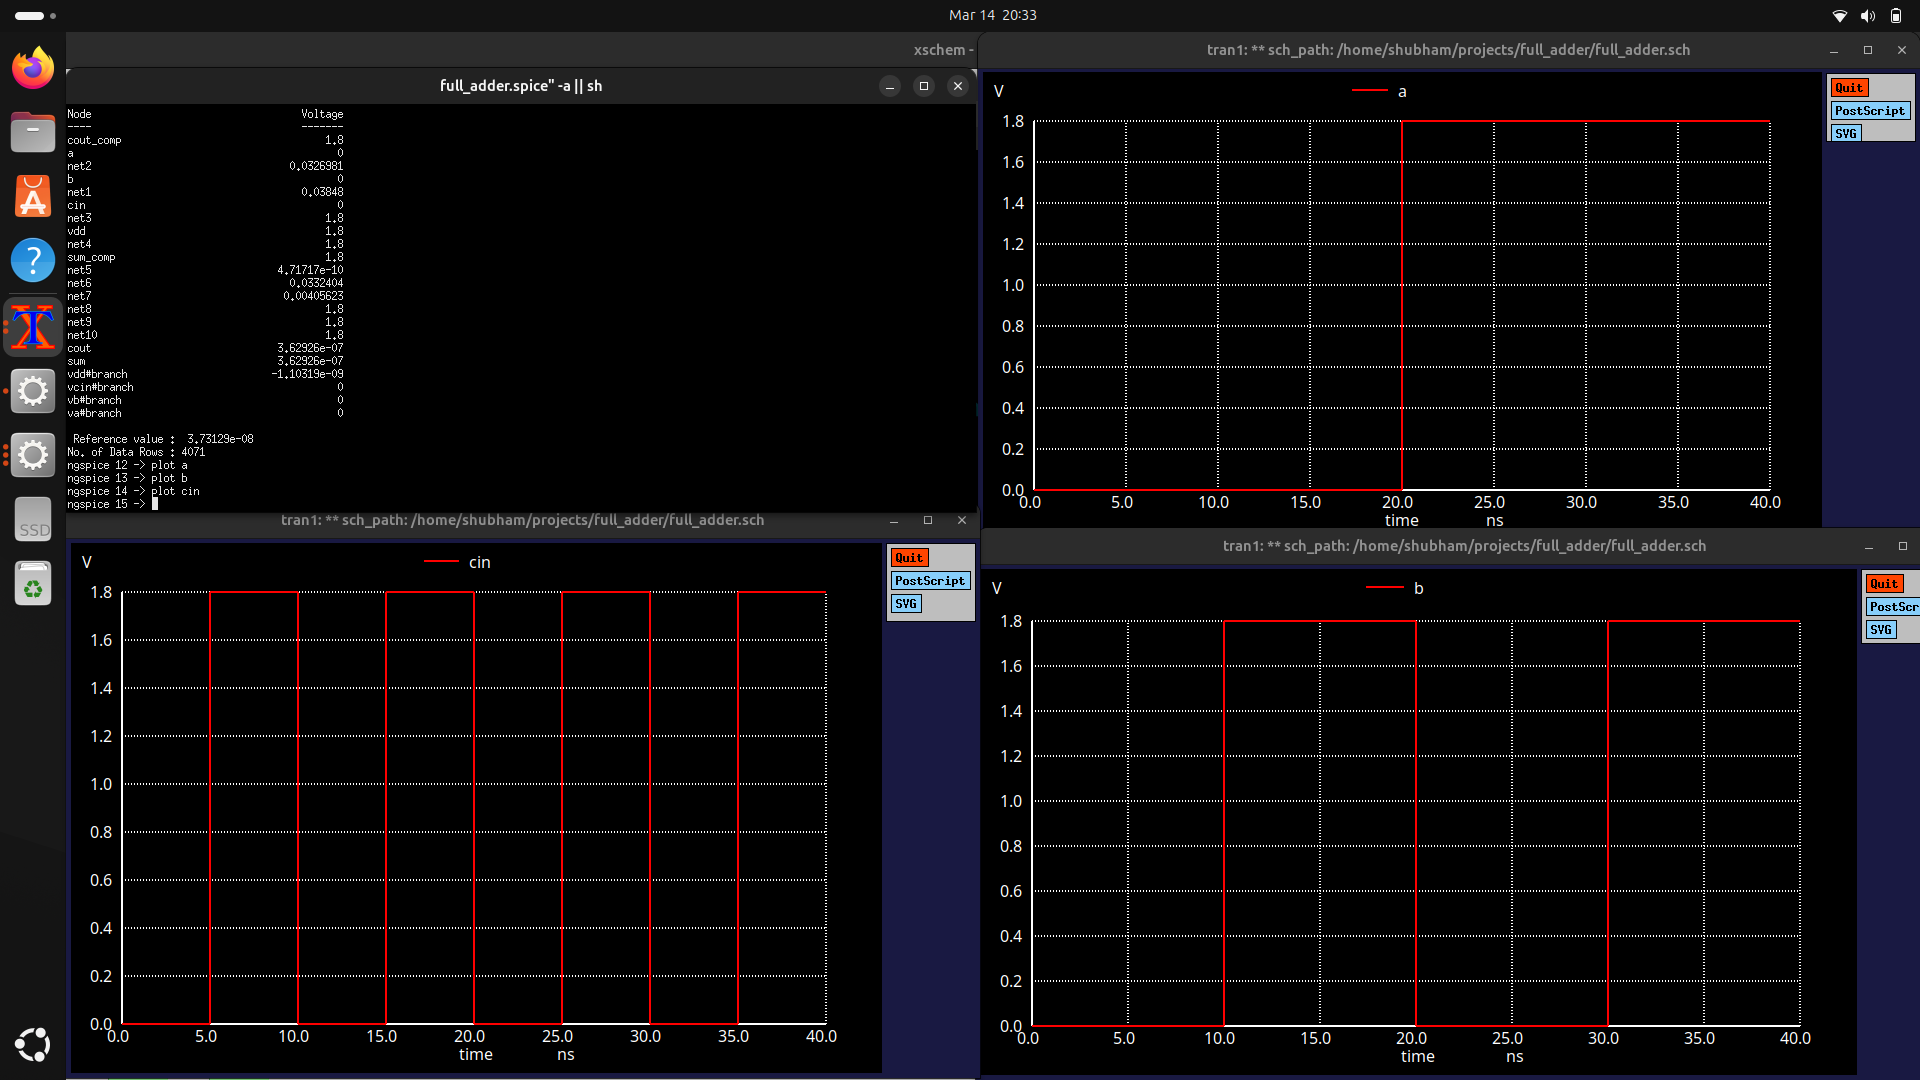 Mar 14 20:33
xschem -
full_adder.spice" -a || sh
Node Voltage
---- -------
cout_comp 1.8
a 0
net2 0.0326981
b 0
net1 0.03848
cin 0
net3 1.8
vdd 1.8
net4 1.8
sum_comp 1.8
net5 4.71717e-10
net6 0.0332404
net7 0.00405623
net8 1.8
net9 1.8
net10 1.8
cout 3.62926e-07
sum 3.62926e-07
vdd#branch -1.10319e-09
vcin#branch 0
vb#branch 0
va#branch 0
Reference value : 3.73129e-08
No. of Data Rows : 4071
ngspice 12 -> plot a
ngspice 13 -> plot b
ngspice 14 -> plot cin
ngspice 15 ->
tran1: ** sch_path: /home/shubham/projects/full_adder/full_adder.sch
V
a
Quit
PostScript
SVG
1.8
1.6
1.4
1.2
1.0
0.8
0.6
0.4
0.2
0.0
0.0 5.0 10.0 15.0 20.0 25.0 30.0 35.0 40.0
time ns
tran1: ** sch_path: /home/shubham/projects/full_adder/full_adder.sch
V
cin
Quit
PostScript
SVG
1.8
1.6
1.4
1.2
1.0
0.8
0.6
0.4
0.2
0.0
0.0 5.0 10.0 15.0 20.0 25.0 30.0 35.0 40.0
time ns
tran1: ** sch_path: /home/shubham/projects/full_adder/full_adder.sch
V
b
Quit
PostScr
SVG
1.8
1.6
1.4
1.2
1.0
0.8
0.6
0.4
0.2
0.0
0.0 5.0 10.0 15.0 20.0 25.0 30.0 35.0 40.0
time ns
SSD